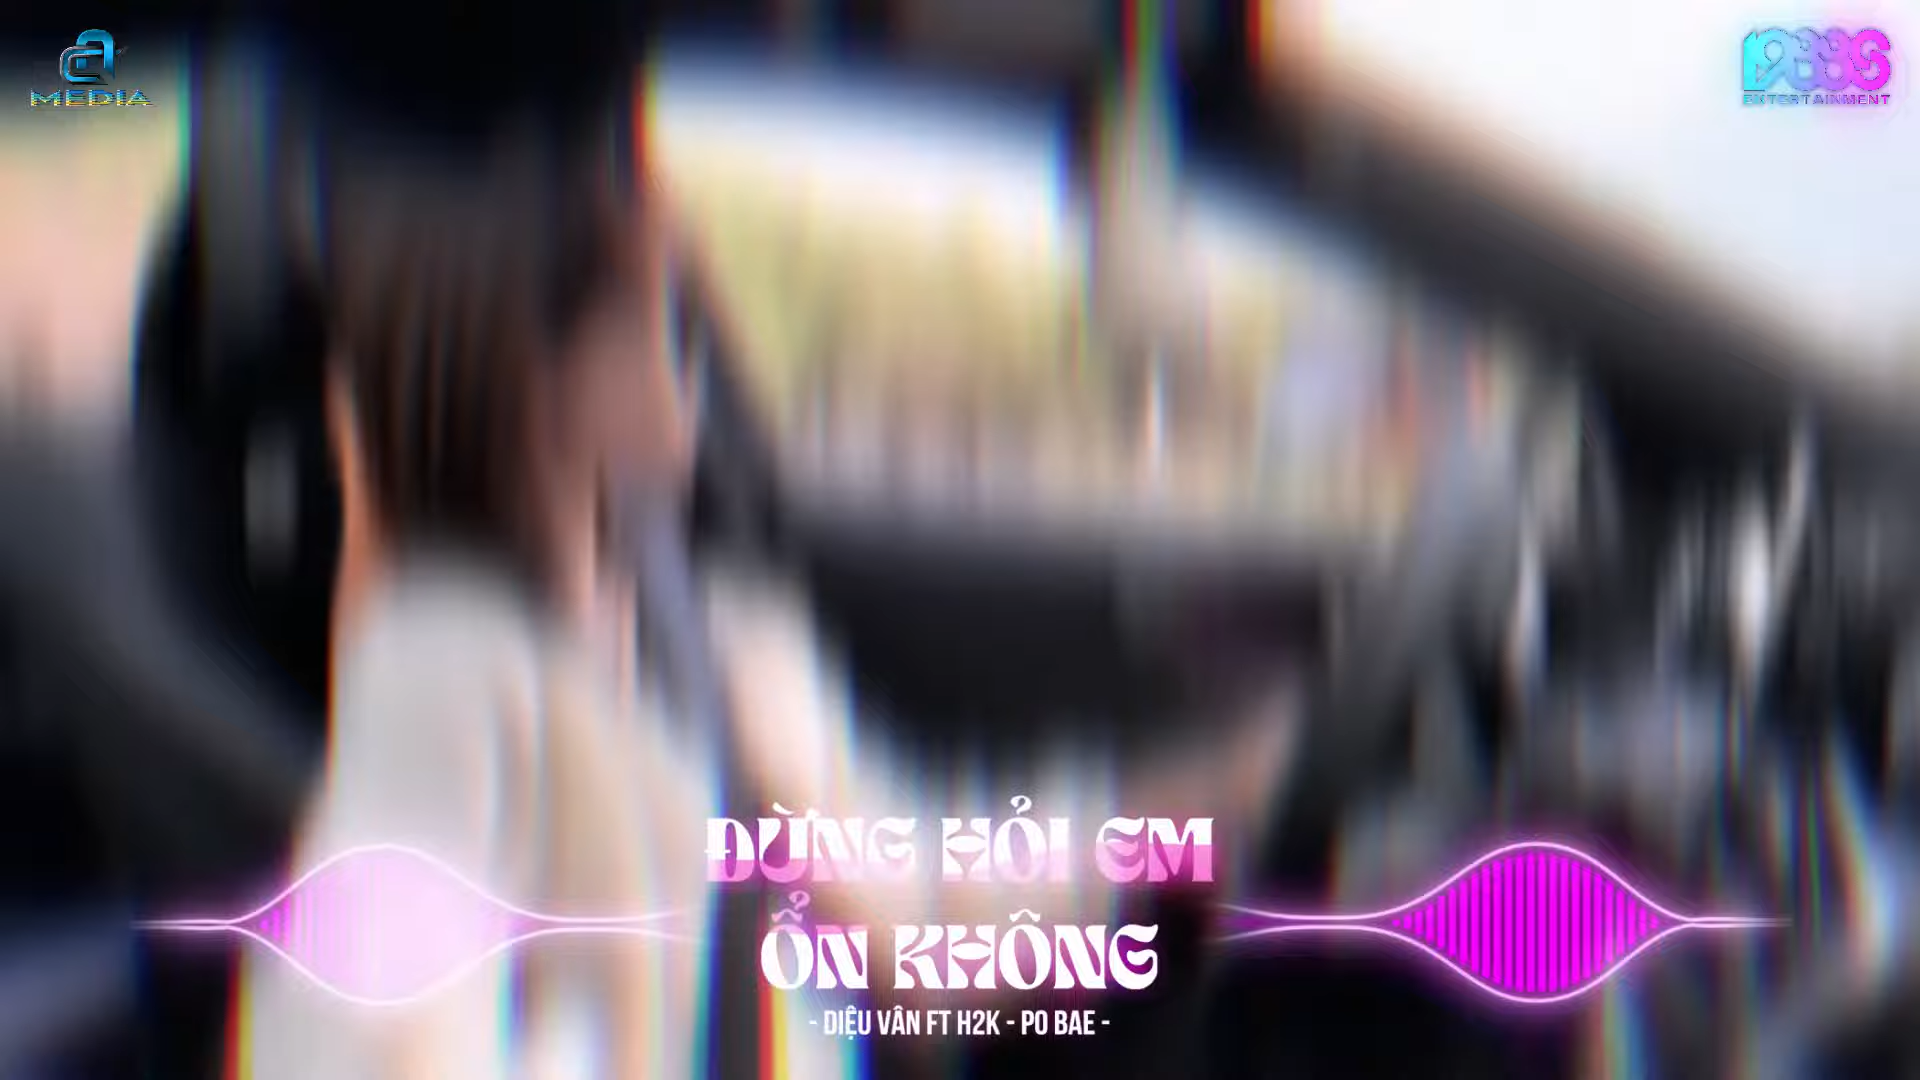 MEDIA
1988S
ENTERTAINMENT
ĐỪNG HỎI EM
ỔN KHÔNG
- DIỆU VÂN FT H2K - PO BAE -